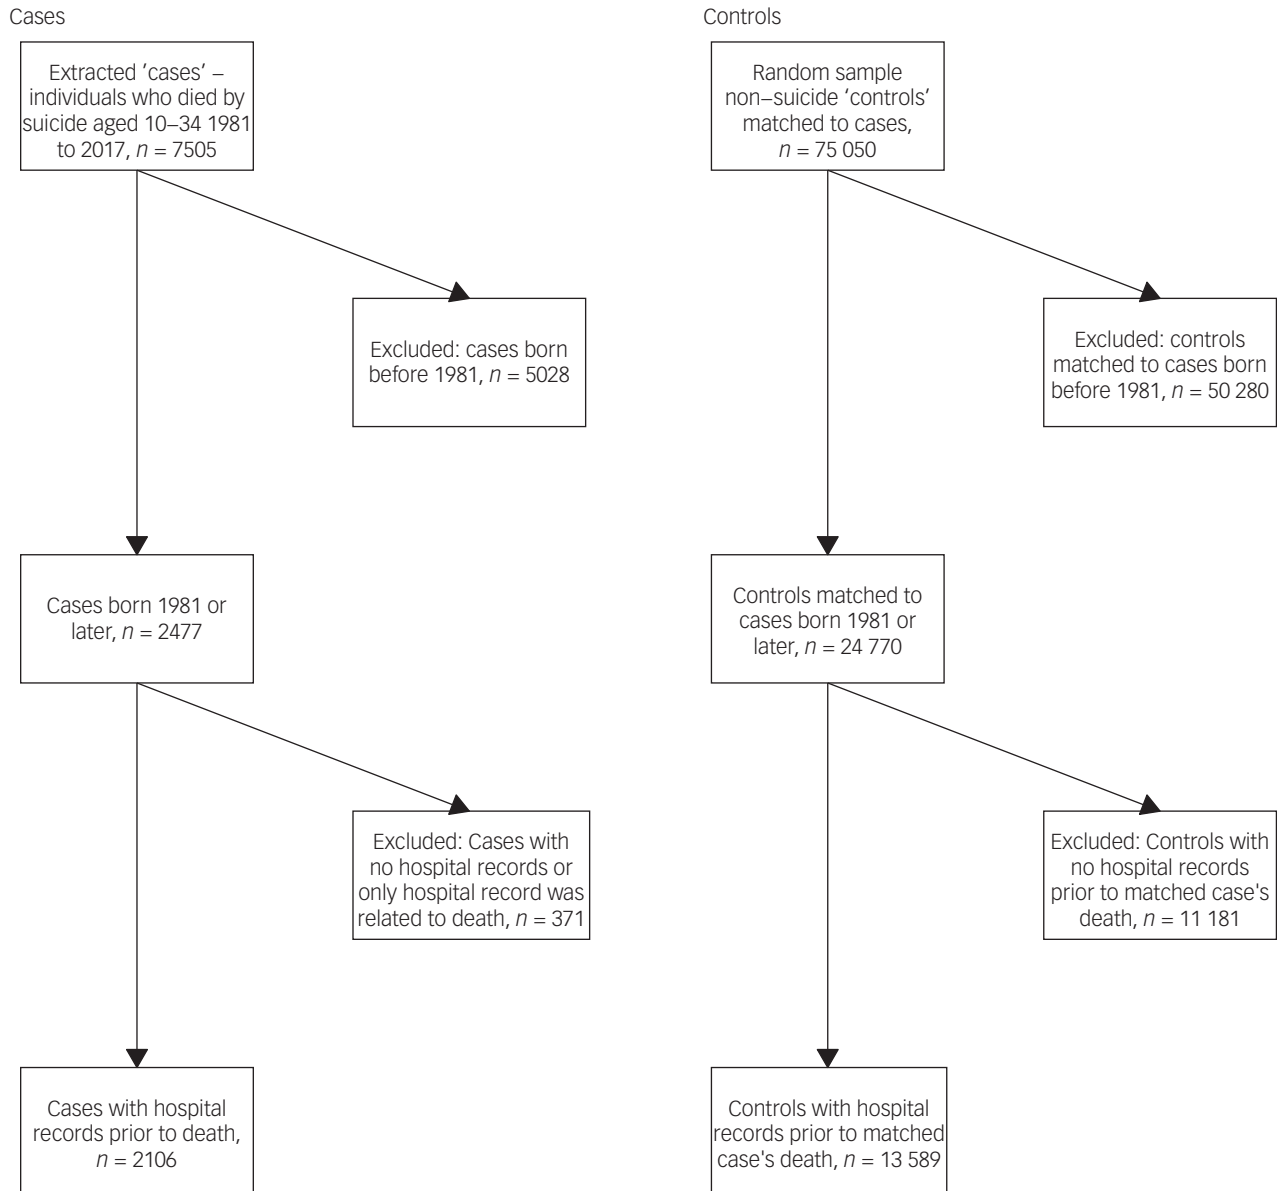 Cases
Extracted ‘cases’ –
individuals who died by
suicide aged 10–34 1981
to 2017, n = 7505
Excluded: cases born
before 1981, n = 5028
Cases born 1981 or
later, n = 2477
Excluded: Cases with
no hospital records or
only hospital record was
related to death, n = 371
Cases with hospital
records prior to death,
n = 2106
Controls
Random sample
non–suicide ‘controls’
matched to cases,
n = 75 050
Excluded: controls
matched to cases born
before 1981, n = 50 280
Controls matched to
cases born 1981 or
later, n = 24 770
Excluded: Controls with
no hospital records
prior to matched case's
death, n = 11 181
Controls with hospital
records prior to matched
case's death, n = 13 589